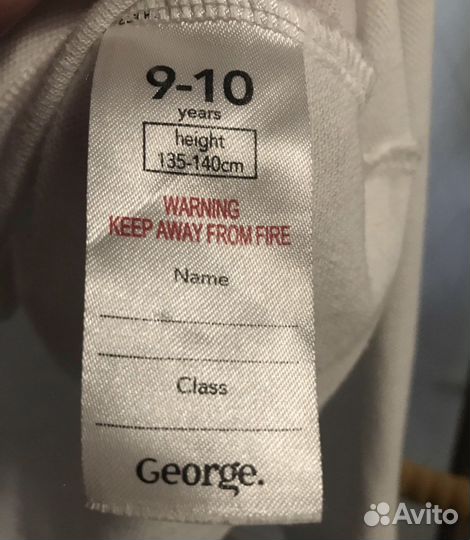 9-10
years
height
135-140cm
WARNING
KEEP AWAY FROM FIRE
Name
Class
George.
Avito